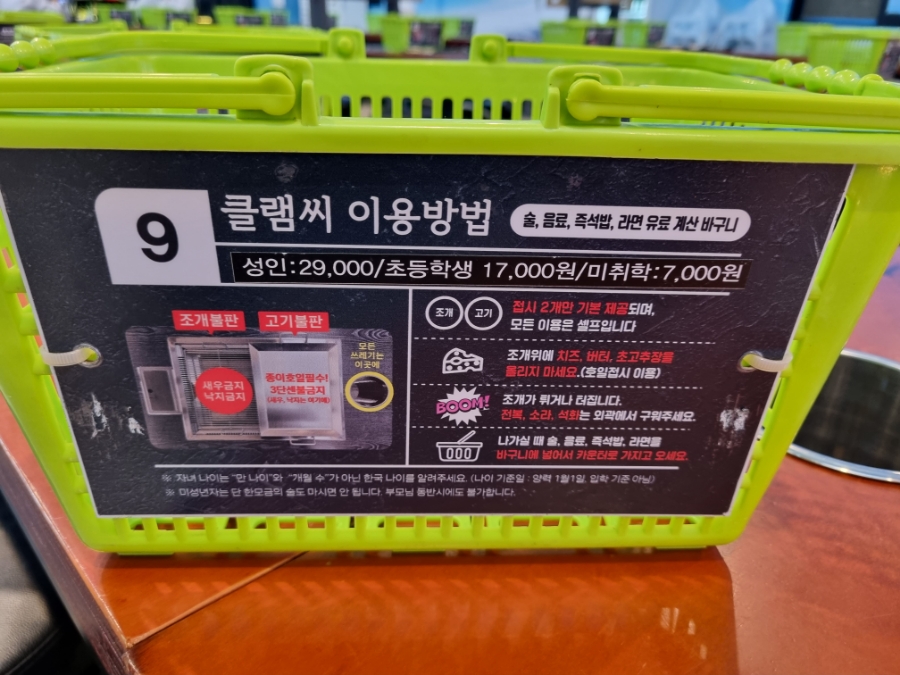 9
클램씨 이용방법
술, 음료, 즉석밥, 라면 유료 계산 바구니
성인:29,000/초등학생 17,000원/미취학:7,000원
조개불판
고기불판
새우금지
낙지금지
종이호일필수!
3단센불금지
(새우, 낙지는 여기에)
모든
쓰레기는
이곳에
조개
고기
접시 2개만 기본 제공되며,
모든 이용은 셀프입니다
조개위에 치즈, 버터, 초고추장을
올리지 마세요.(호일접시 이용)
BOOM!
조개가 튀거나 터집니다.
전복, 소라, 석화는 외곽에서 구워주세요.
나가실 때 술, 음료, 즉석밥, 라면을
바구니에 넣어서 카운터로 가지고 오세요.
※ 자녀 나이는 "만 나이"와 "개월 수"가 아닌 한국 나이를 알려주세요. (나이 기준일 : 양력 1월1일, 입학 기준 아님)
※ 미성년자는 단 한모금의 술도 마시면 안 됩니다. 부모님 동반시에도 불가합니다.